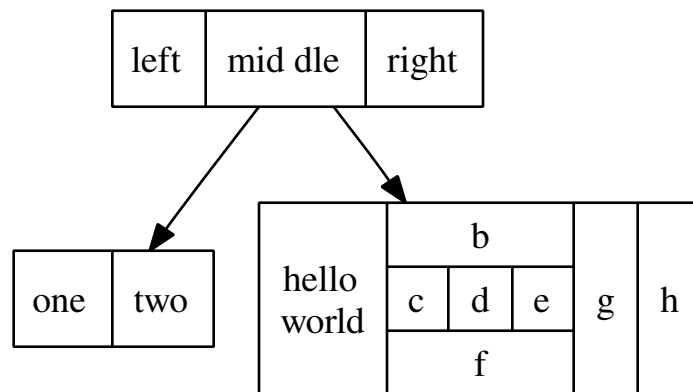 left mid dle right
one two
hello
world
b
c d e
f
g h